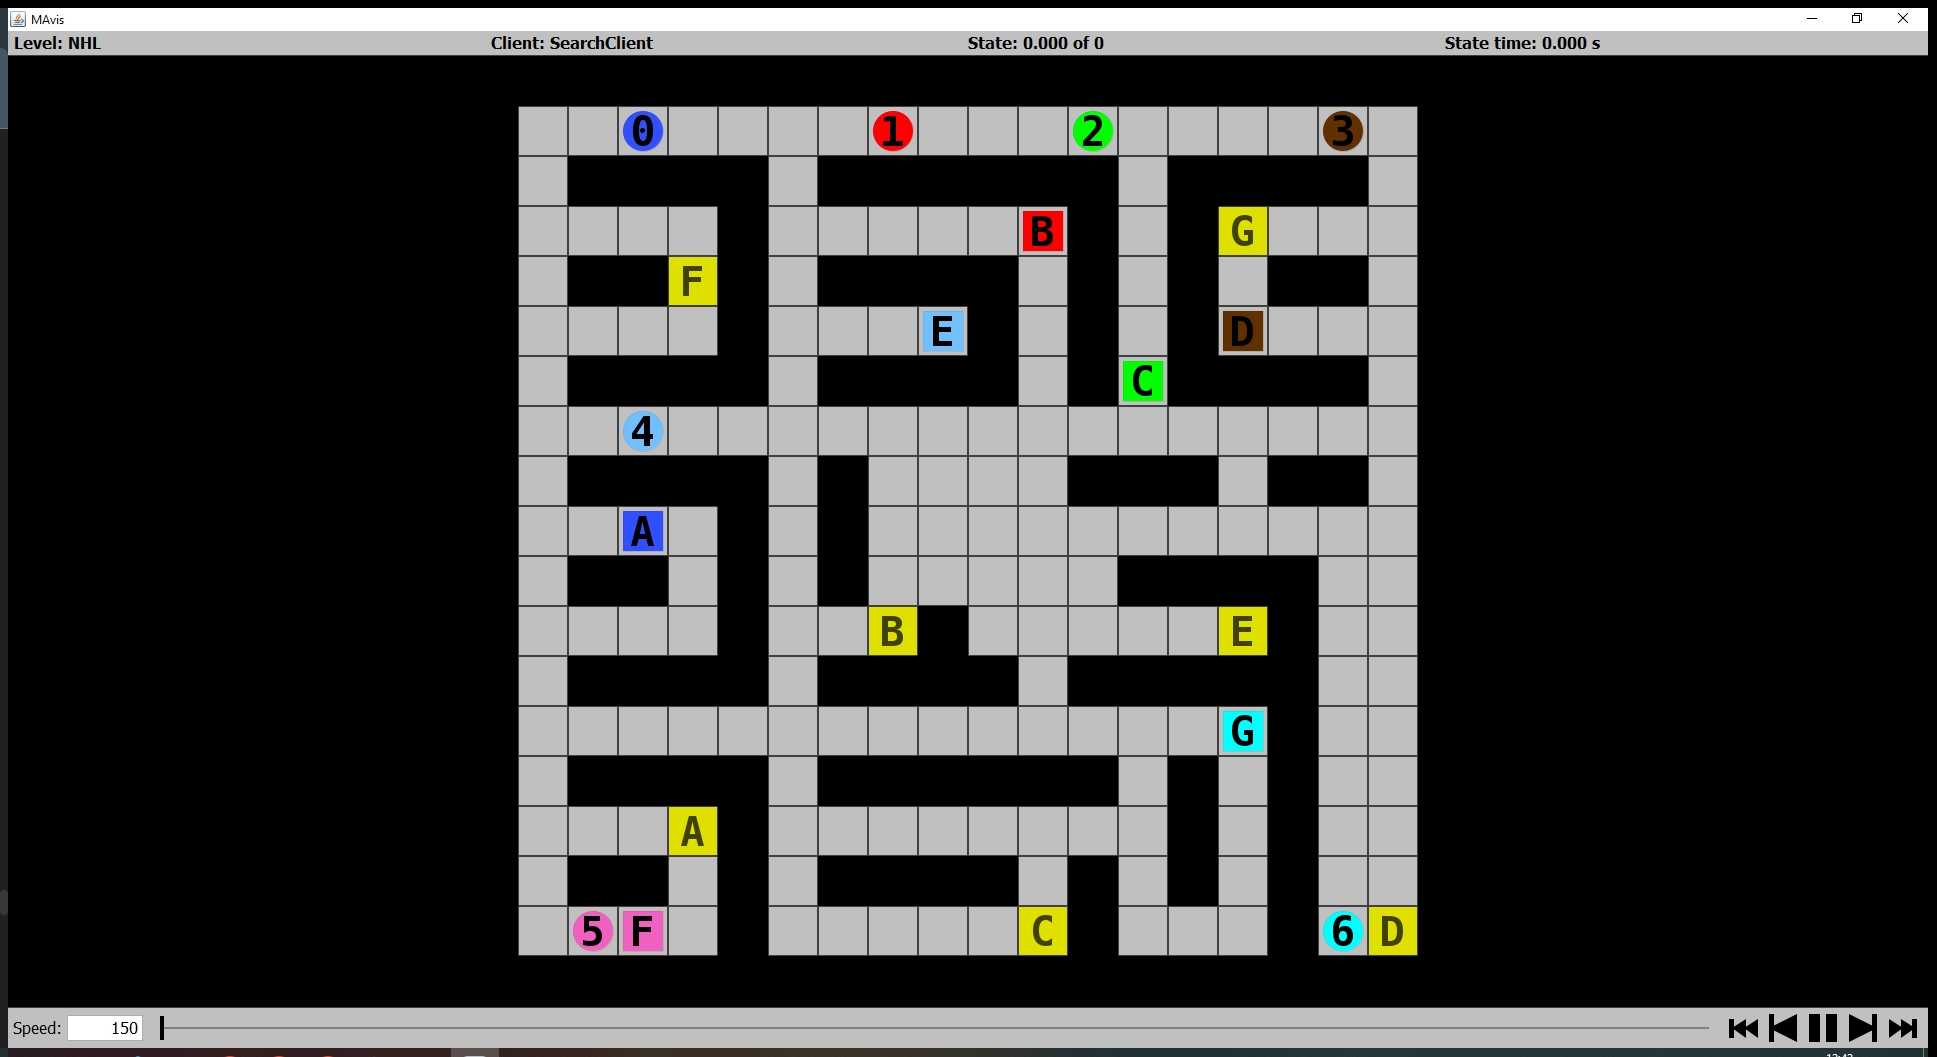 MAvis
Level: NHL Client: SearchClient State: 0.000 of 0 State time: 0.000 s
0 1 2 3
B G
F
E D
C
4
A
B E
G
A
5 F C 6 D
Speed: 150